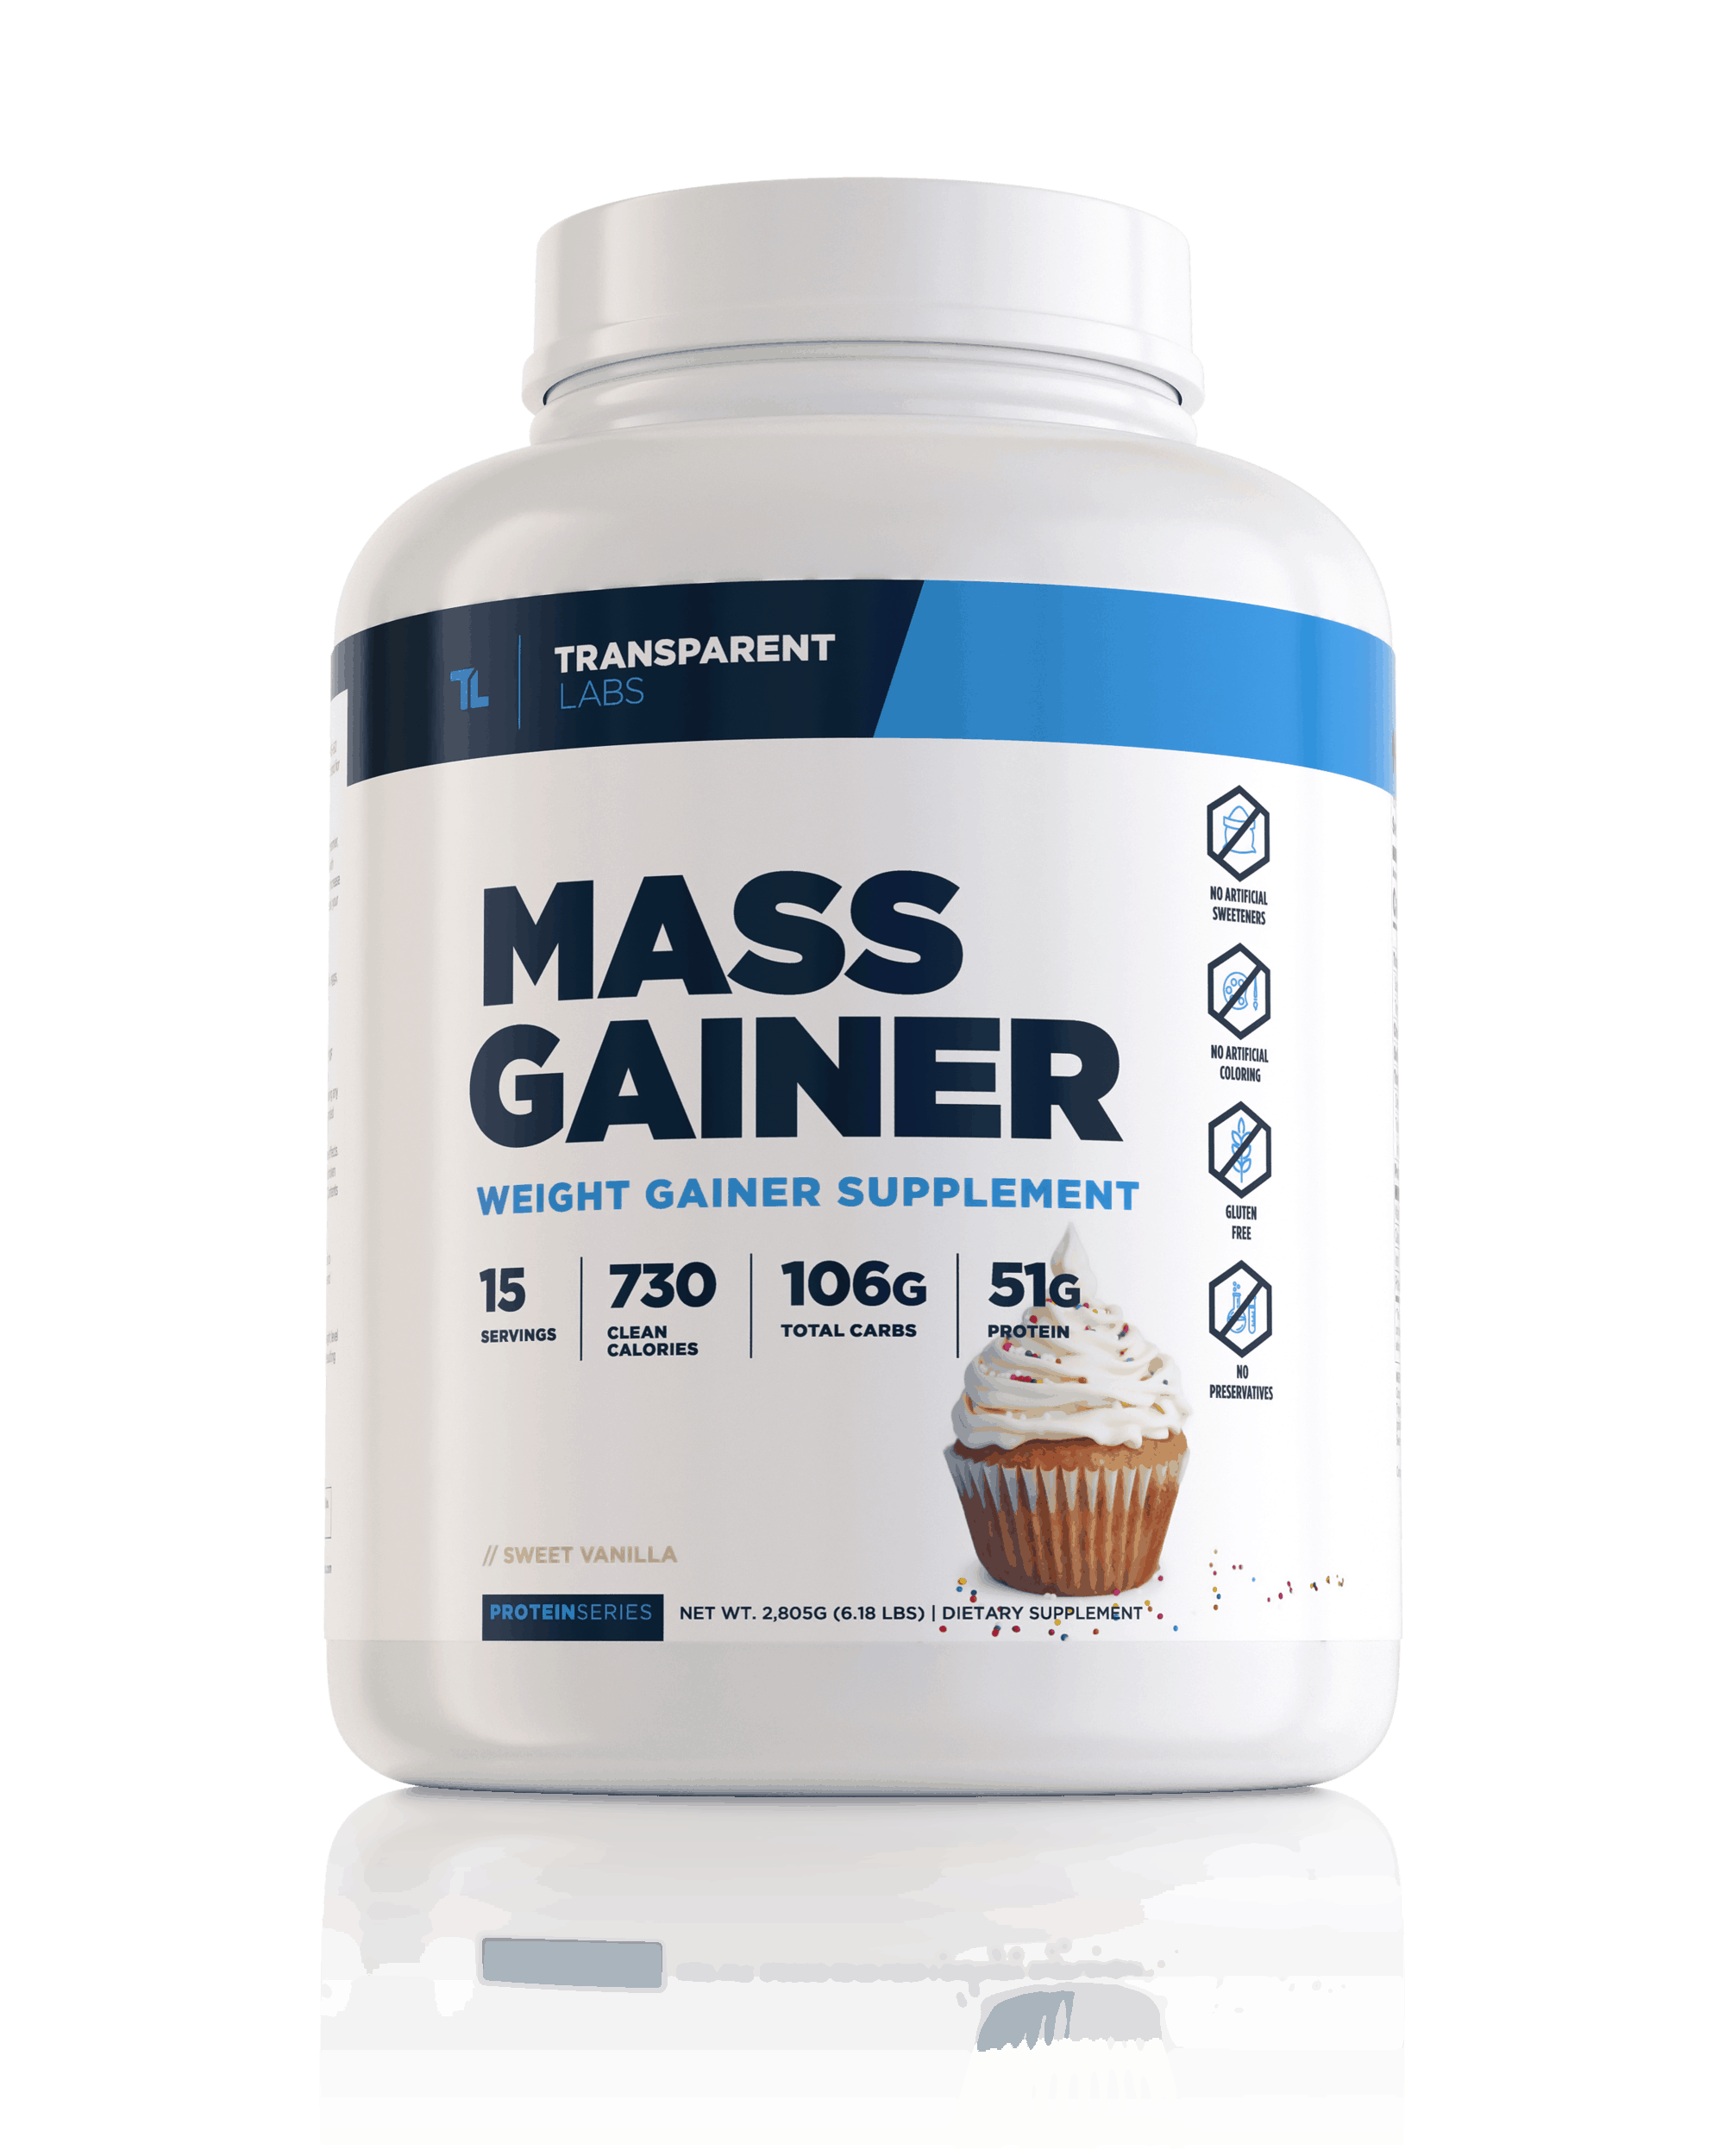 TL
TRANSPARENT
LABS
MASS
GAINER
WEIGHT GAINER SUPPLEMENT
15
SERVINGS
730
CLEAN
CALORIES
106G
TOTAL CARBS
51G
PROTEIN
NO ARTIFICIAL
SWEETENERS
NO ARTIFICIAL
COLORING
GLUTEN
FREE
NO
PRESERVATIVES
// SWEET VANILLA
PROTEINSERIES
NET WT. 2,805G (6.18 LBS) | DIETARY SUPPLEMENT